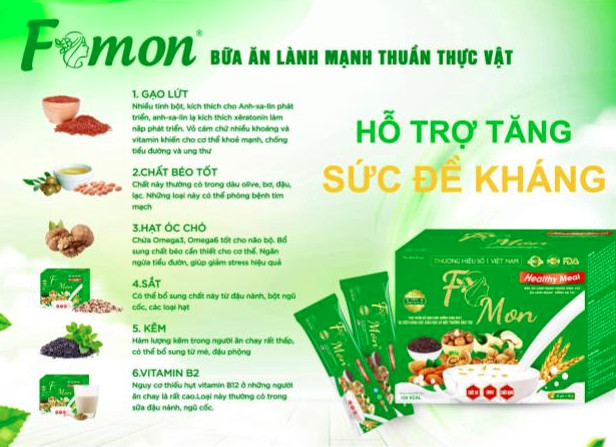 Fomon®
BỮA ĂN LÀNH MẠNH THUẦN THỰC VẬT
1. GẠO LỨT
Nhiều tinh bột, kích thích cho Anh-xa-lin phát
triển, anh-xa-lin lạ kích thích xêratonin làm
nâp phát triển. Vỏ cám chứ nhiều khoáng và
vitamin khiến cho cơ thể khoẻ mạnh, chống
tiểu đường và ung thư
2.CHẤT BÉO TỐT
Chất này thường có trong dâu olive, bơ, đậu,
lạc. Những loại này có thể phòng bệnh tim
mạch
3.HẠT ÓC CHÓ
Chứa Omega3, Omega6 tốt cho não bộ. Bổ
sung chất béo cân thiết cho cơ thể. Ngăn
ngừa tiểu đườn, giúp giảm stress hiệu quả
4.SẮT
Có thể bổ sung chất này từ đậu nành, bột ngũ
cốc, các loại hạt
5. KẼM
Hàm lượng kẽm trong người ăn chay rất thấp,
có thể bổ sung từ mè, đậu phộng
6.VITAMIN B2
Nguy cơ thiếu hụt vitamin B12 ở những người
ăn chay là rất cao.Loại này thường có trong
sữa đậu nành, ngũ cốc.
HỖ TRỢ TĂNG
SỨC ĐỀ KHÁNG
THƯƠNG HIỆU SỐ 1 VIỆT NAM
FDA
Healthy Meal
Fo
Mon